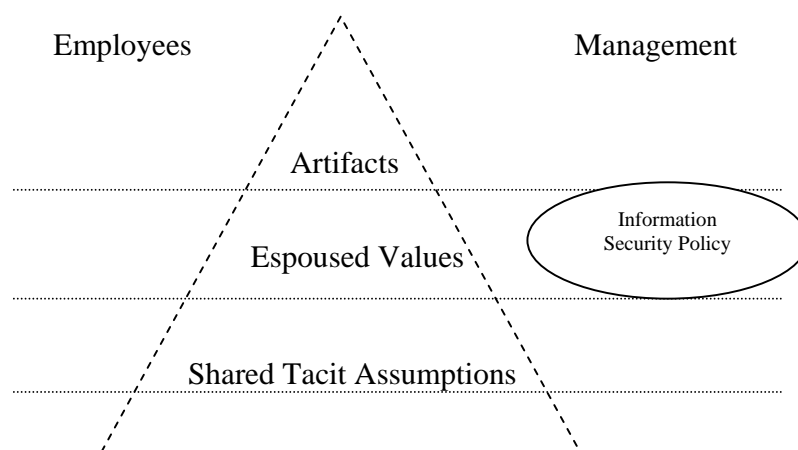 Employees
Management
Artifacts
Information
Security Policy
Espoused Values
Shared Tacit Assumptions